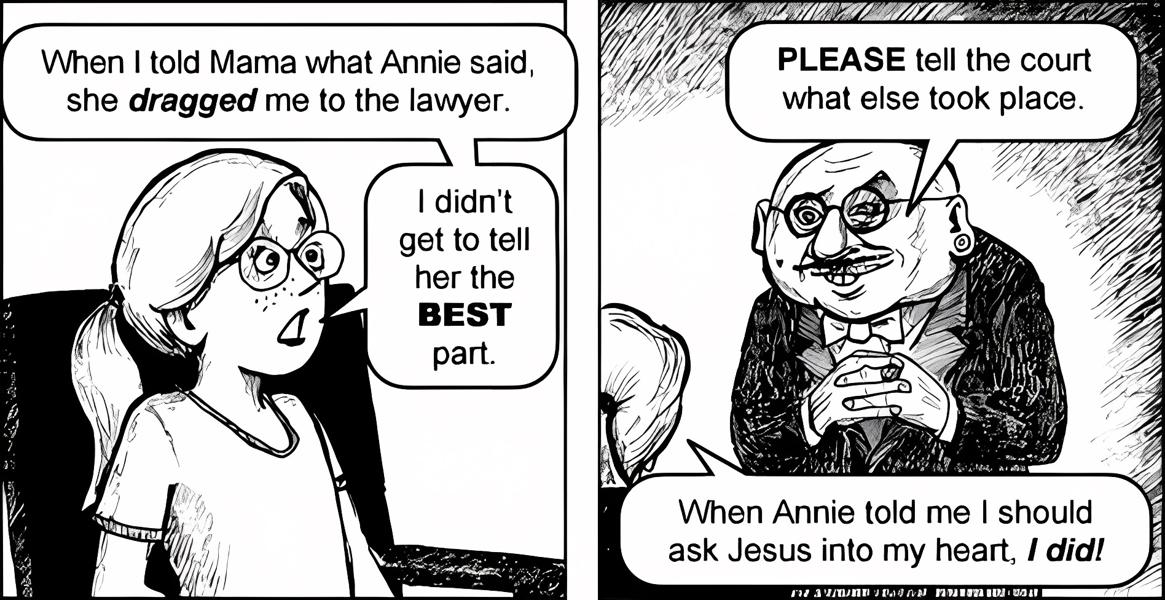 When I told Mama what Annie said,
she dragged me to the lawyer.
I didn't
get to tell
her the
BEST
part.
PLEASE tell the court
what else took place.
When Annie told me I should
ask Jesus into my heart, I did!